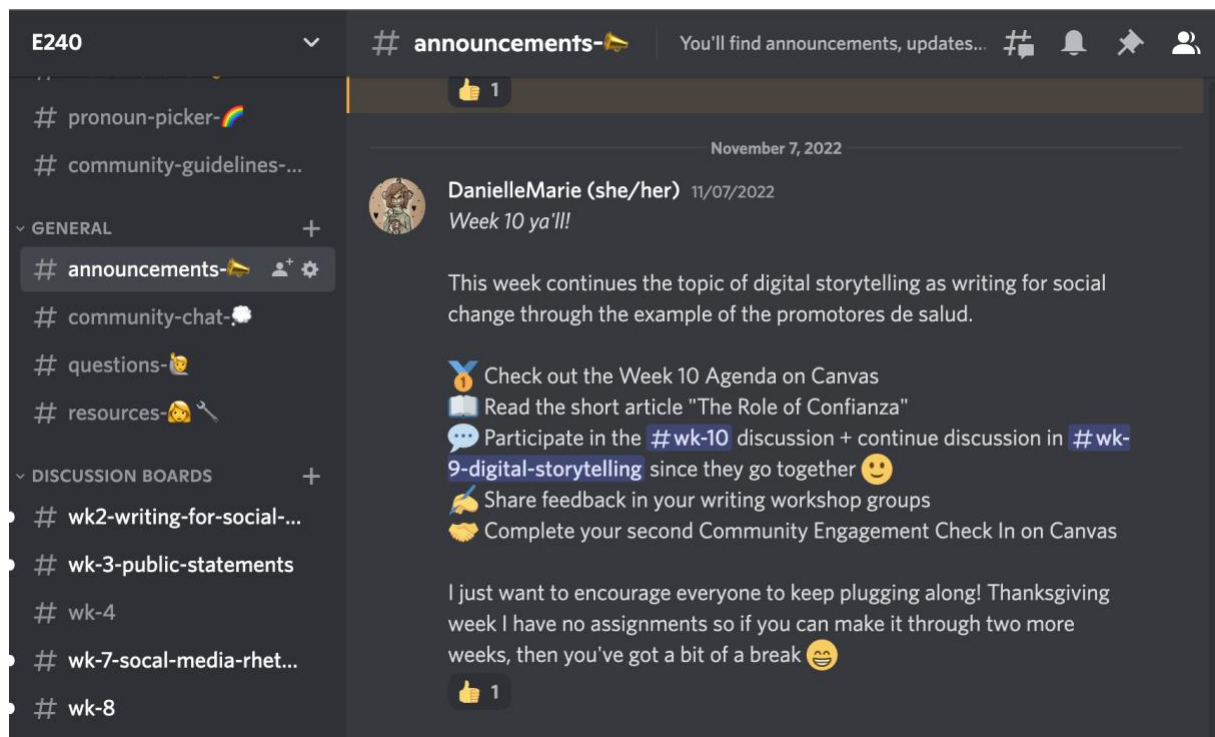 E240
# announcements-📣
You'll find announcements, updates...
# pronoun-picker-🌈
# community-guidelines-...
GENERAL
# announcements-📣
# community-chat-💭
# questions-🙋
# resources-👩🔧
DISCUSSION BOARDS
# wk2-writing-for-social-...
# wk-3-public-statements
# wk-4
# wk-7-socal-media-rhet...
# wk-8
👍 1
November 7, 2022
DanielleMarie (she/her) 11/07/2022
Week 10 ya'll!
This week continues the topic of digital storytelling as writing for social
change through the example of the promotores de salud.
🥇 Check out the Week 10 Agenda on Canvas
📖 Read the short article "The Role of Confianza"
💬 Participate in the #wk-10 discussion + continue discussion in #wk-
9-digital-storytelling since they go together 🙂
✍️ Share feedback in your writing workshop groups
🤝 Complete your second Community Engagement Check In on Canvas
I just want to encourage everyone to keep plugging along! Thanksgiving
week I have no assignments so if you can make it through two more
weeks, then you've got a bit of a break 😁
👍 1